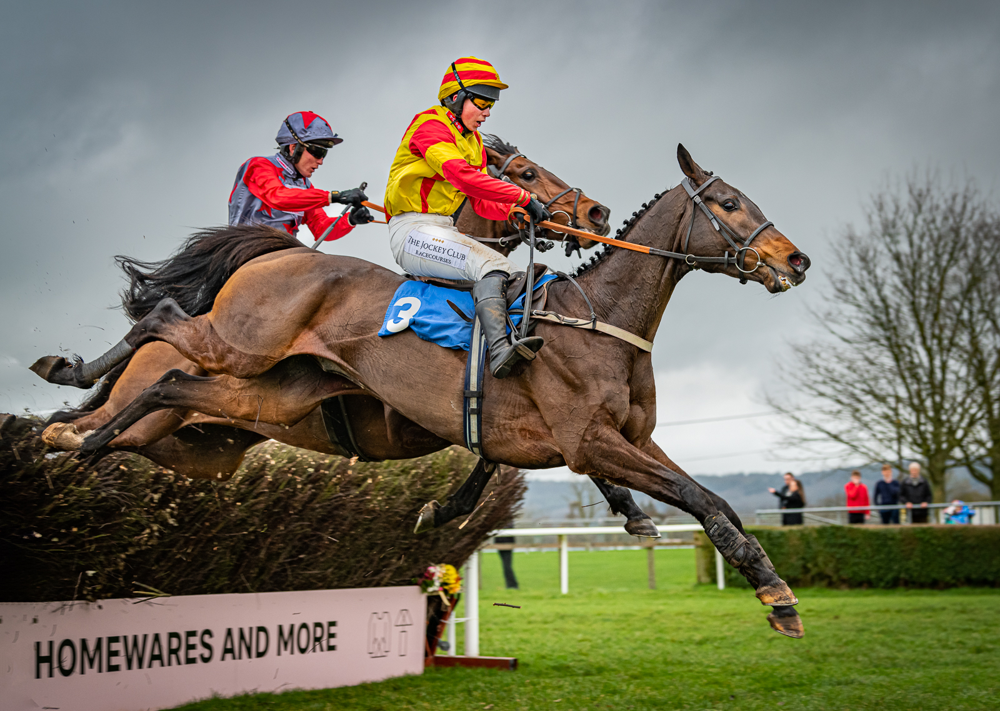 THE JOCKEY CLUB
RACECOURSES
3
HOMEWARES AND MORE